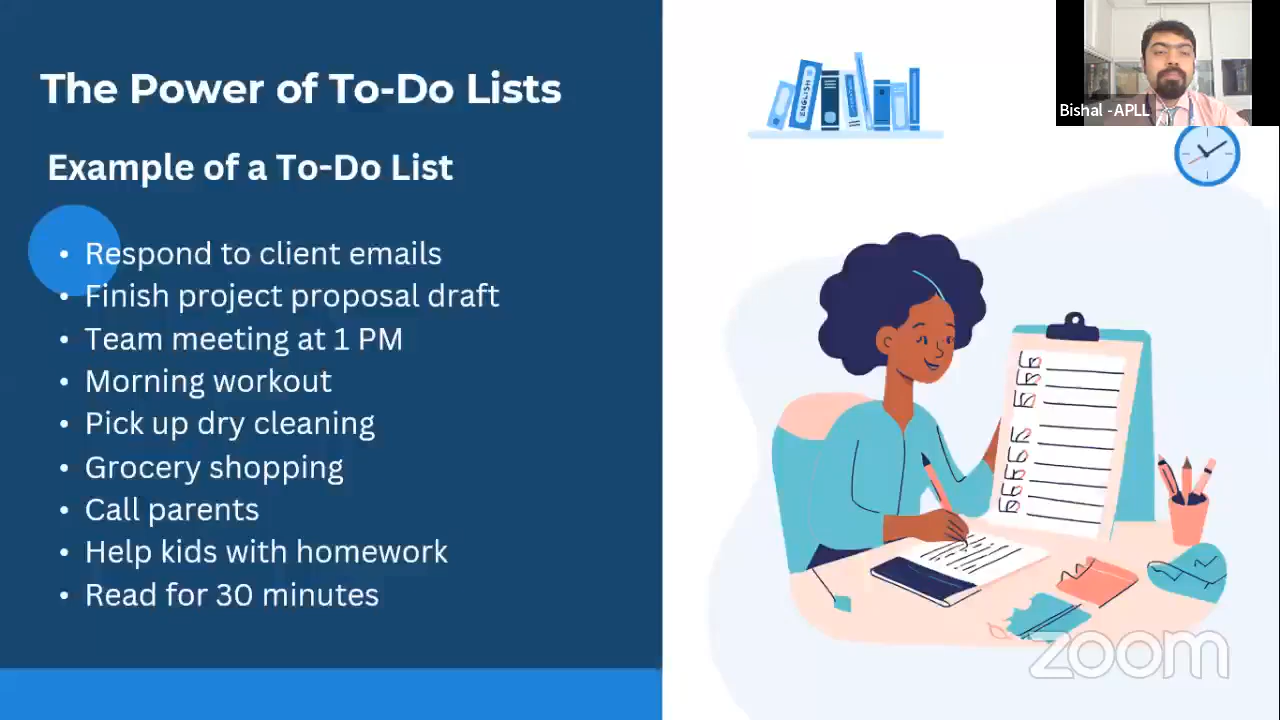 The Power of To-Do Lists
Example of a To-Do List
• Respond to client emails
• Finish project proposal draft
• Team meeting at 1 PM
• Morning workout
• Pick up dry cleaning
• Grocery shopping
• Call parents
• Help kids with homework
• Read for 30 minutes
ENGLISH
Bishal -APLL
zoom